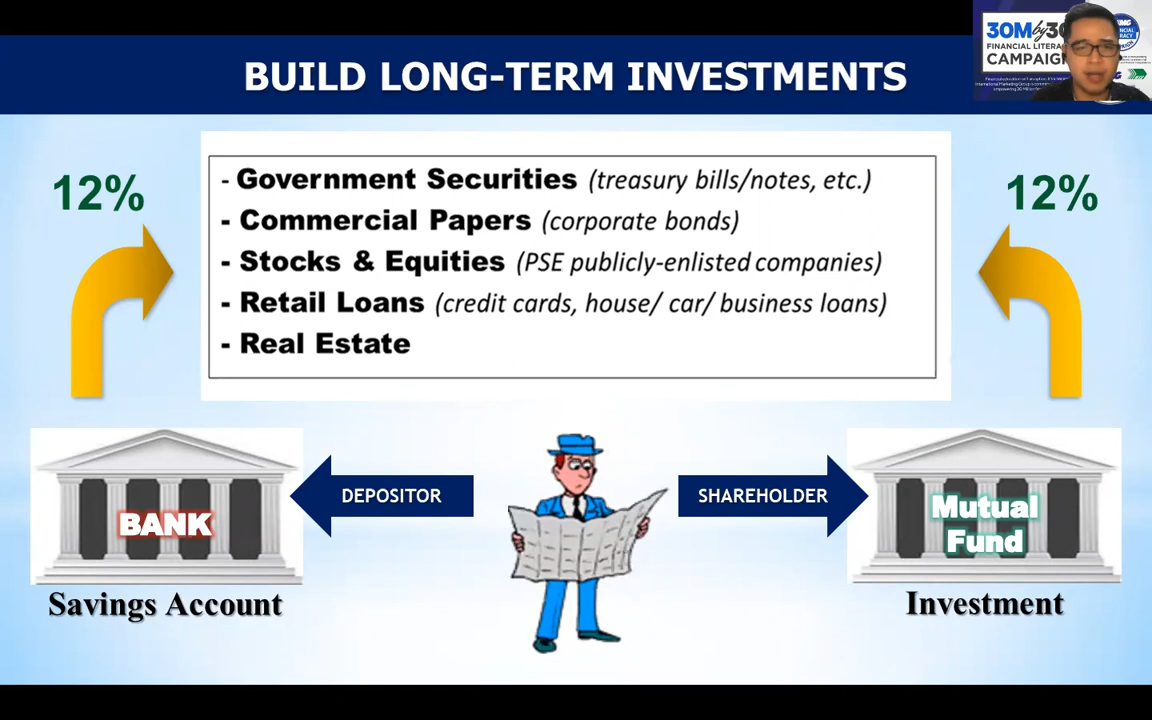 BUILD LONG-TERM INVESTMENTS
30M by 30
FINANCIAL LITERA
CAMPAIGN
12%
12%
- Government Securities (treasury bills/notes, etc.)
- Commercial Papers (corporate bonds)
- Stocks & Equities (PSE publicly-enlisted companies)
- Retail Loans (credit cards, house/ car/ business loans)
- Real Estate
BANK
DEPOSITOR
SHAREHOLDER
Mutual
Fund
Savings Account
Investment